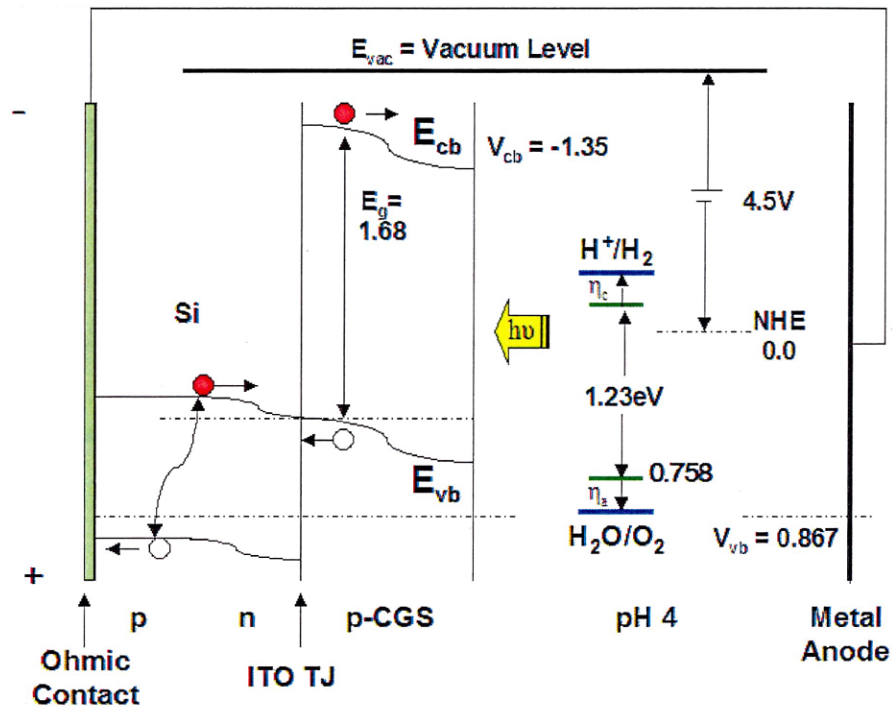 E_vac = Vacuum Level
-
E_cb
V_cb = -1.35
E_g=
1.68
4.5V
H⁺/H₂
η_c
Si
hυ
NHE
0.0
1.23eV
0.758
E_vb
η_a
H₂O/O₂
V_vb = 0.867
+
p
n
p-CGS
pH 4
Metal
Anode
Ohmic
Contact
ITO TJ